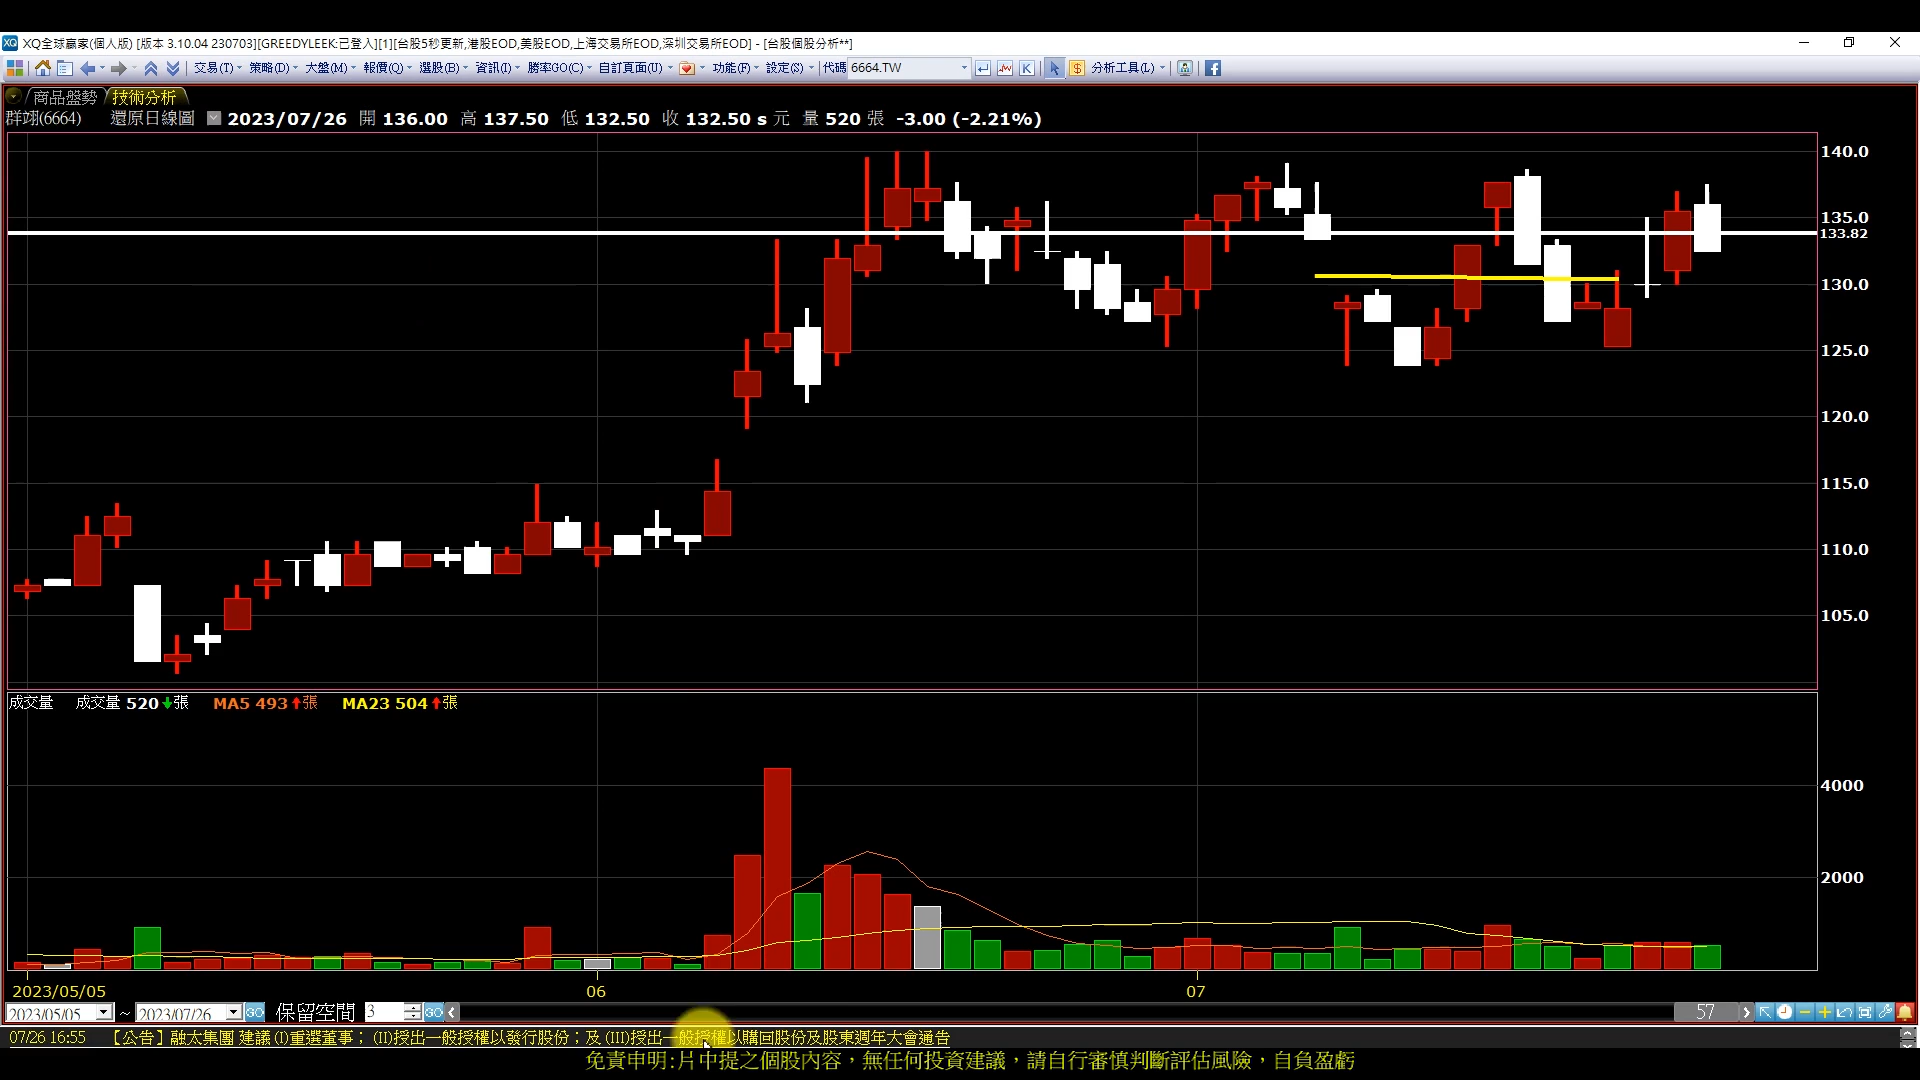 XQ全球贏家(個人版) [版本 3.10.04 230703][GREEDYLEEK:已登入][1][台股5秒更新,港股EOD,美股EOD,上海交易所EOD,深圳交易所EOD] - [台股個股分析**]
交易(T) 策略(D) 大盤(M) 報價(Q) 選股(B) 資訊(I) 勝率GO(C) 自訂頁面(U) 功能(F) 設定(S) 代碼 6664.TW K $ 分析工具(L)
商品盤勢 技術分析
群翊(6664) 還原日線圖 2023/07/26 開 136.00 高 137.50 低 132.50 收 132.50 s 元 量 520 張 -3.00 (-2.21%)
140.0
135.0
133.82
130.0
125.0
120.0
115.0
110.0
105.0
成交量 成交量 520 張 MA5 493 張 MA23 504 張
4000
2000
2023/05/05 06 07
2023/05/05 ~ 2023/07/26 GO 保留空間 3 GO 57
07/26 16:55 【公告】融太集團 建議 (I)重選董事； (II)授出一般授權以發行股份；及 (III)授出一般授權以購回股份及股東週年大會通告
免責申明:片中提之個股內容，無任何投資建議，請自行審慎判斷評估風險，自負盈虧